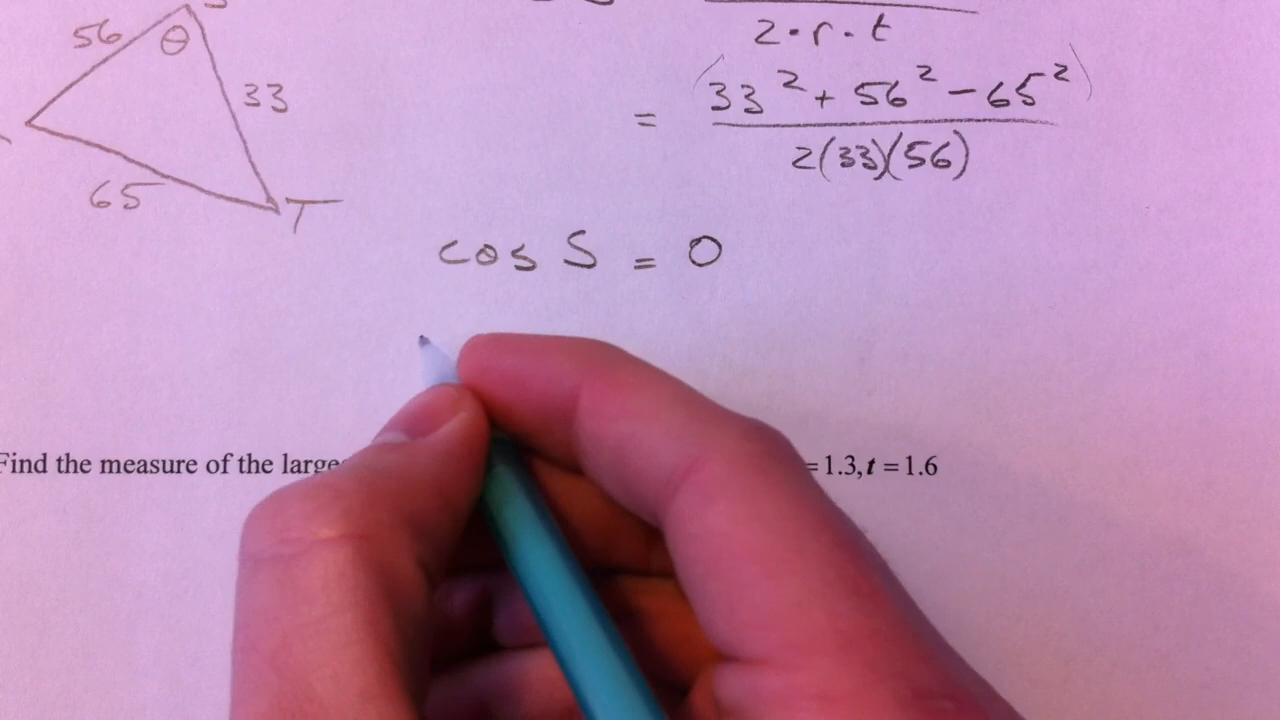 56 θ
33
65
T
2·r·t
= (33² + 56² - 65²)
2(33)(56)
cos S = 0
Find the measure of the large =1.3, t =1.6